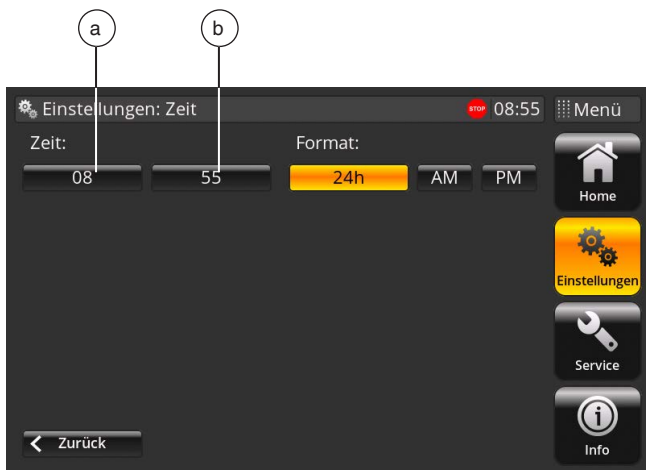 a b
Einstellungen: Zeit STOP 08:55 Menü
Zeit: Format:
08 55 24h AM PM
Home
Einstellungen
Service
Zurück
Info